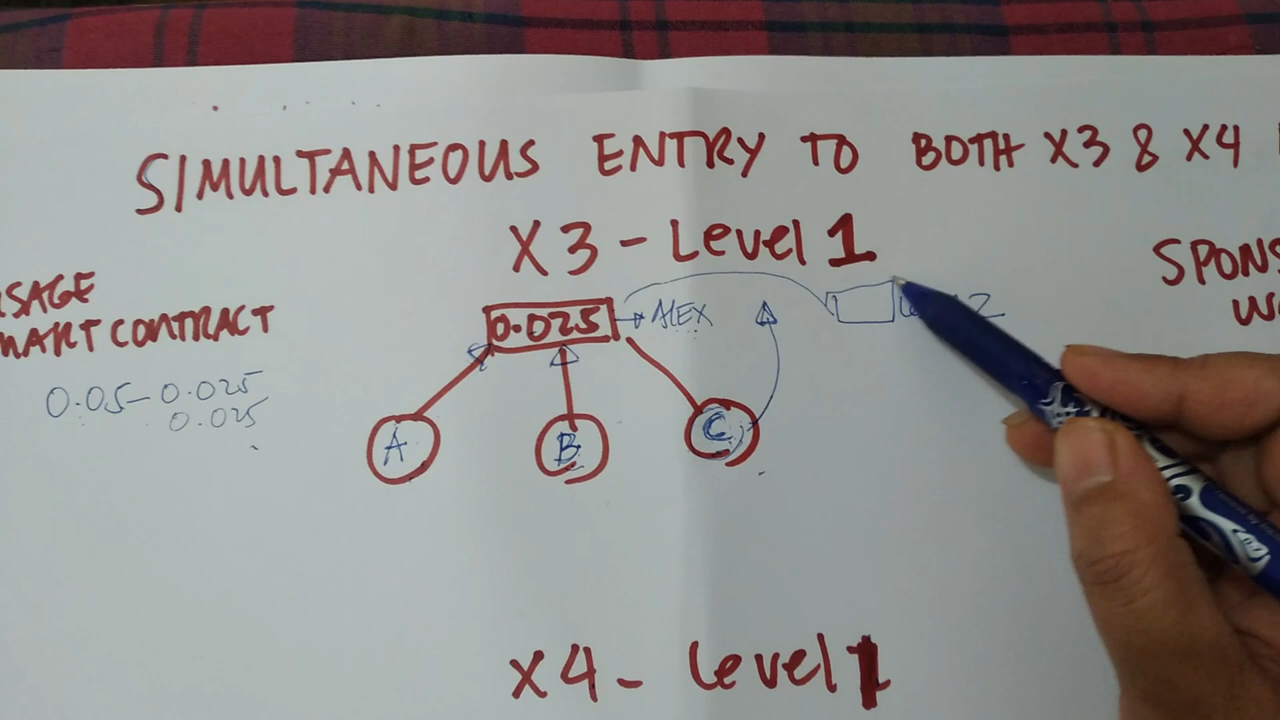 SIMULTANEOUS ENTRY TO BOTH X3 & X4
X3 - Level 1
SPONS
SAGE
MART CONTRACT
0.025
ALEX
0.05 - 0.025
0.025
A
B
C
X4 - Level 1